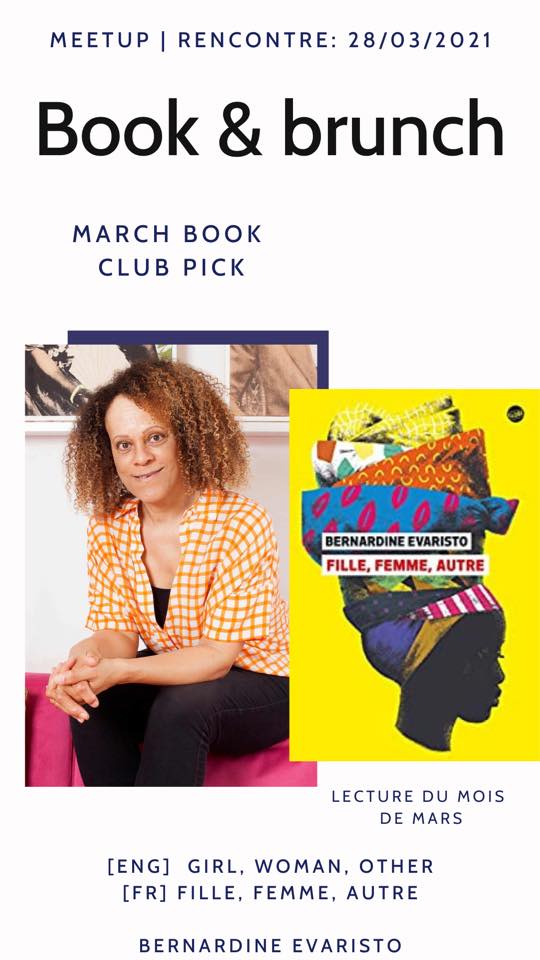 MEETUP | RENCONTRE: 28/03/2021
Book & brunch
MARCH BOOK
CLUB PICK
BERNARDINE EVARISTO
FILLE, FEMME, AUTRE
LECTURE DU MOIS
DE MARS
[ENG] GIRL, WOMAN, OTHER
[FR] FILLE, FEMME, AUTRE
BERNARDINE EVARISTO